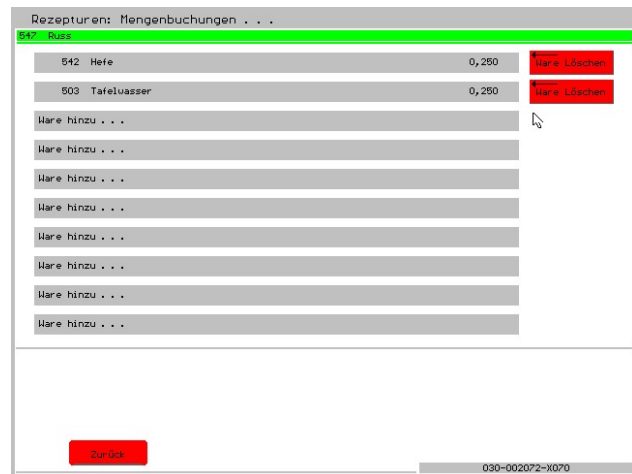 Rezepturen: Mengenbuchungen . . .
547 Russ
542 Hefe 0,250 Ware Löschen
503 Tafelwasser 0,250 Ware Löschen
Ware hinzu . . .
Ware hinzu . . .
Ware hinzu . . .
Ware hinzu . . .
Ware hinzu . . .
Ware hinzu . . .
Ware hinzu . . .
Ware hinzu . . .
Zurück
030-002072-X070